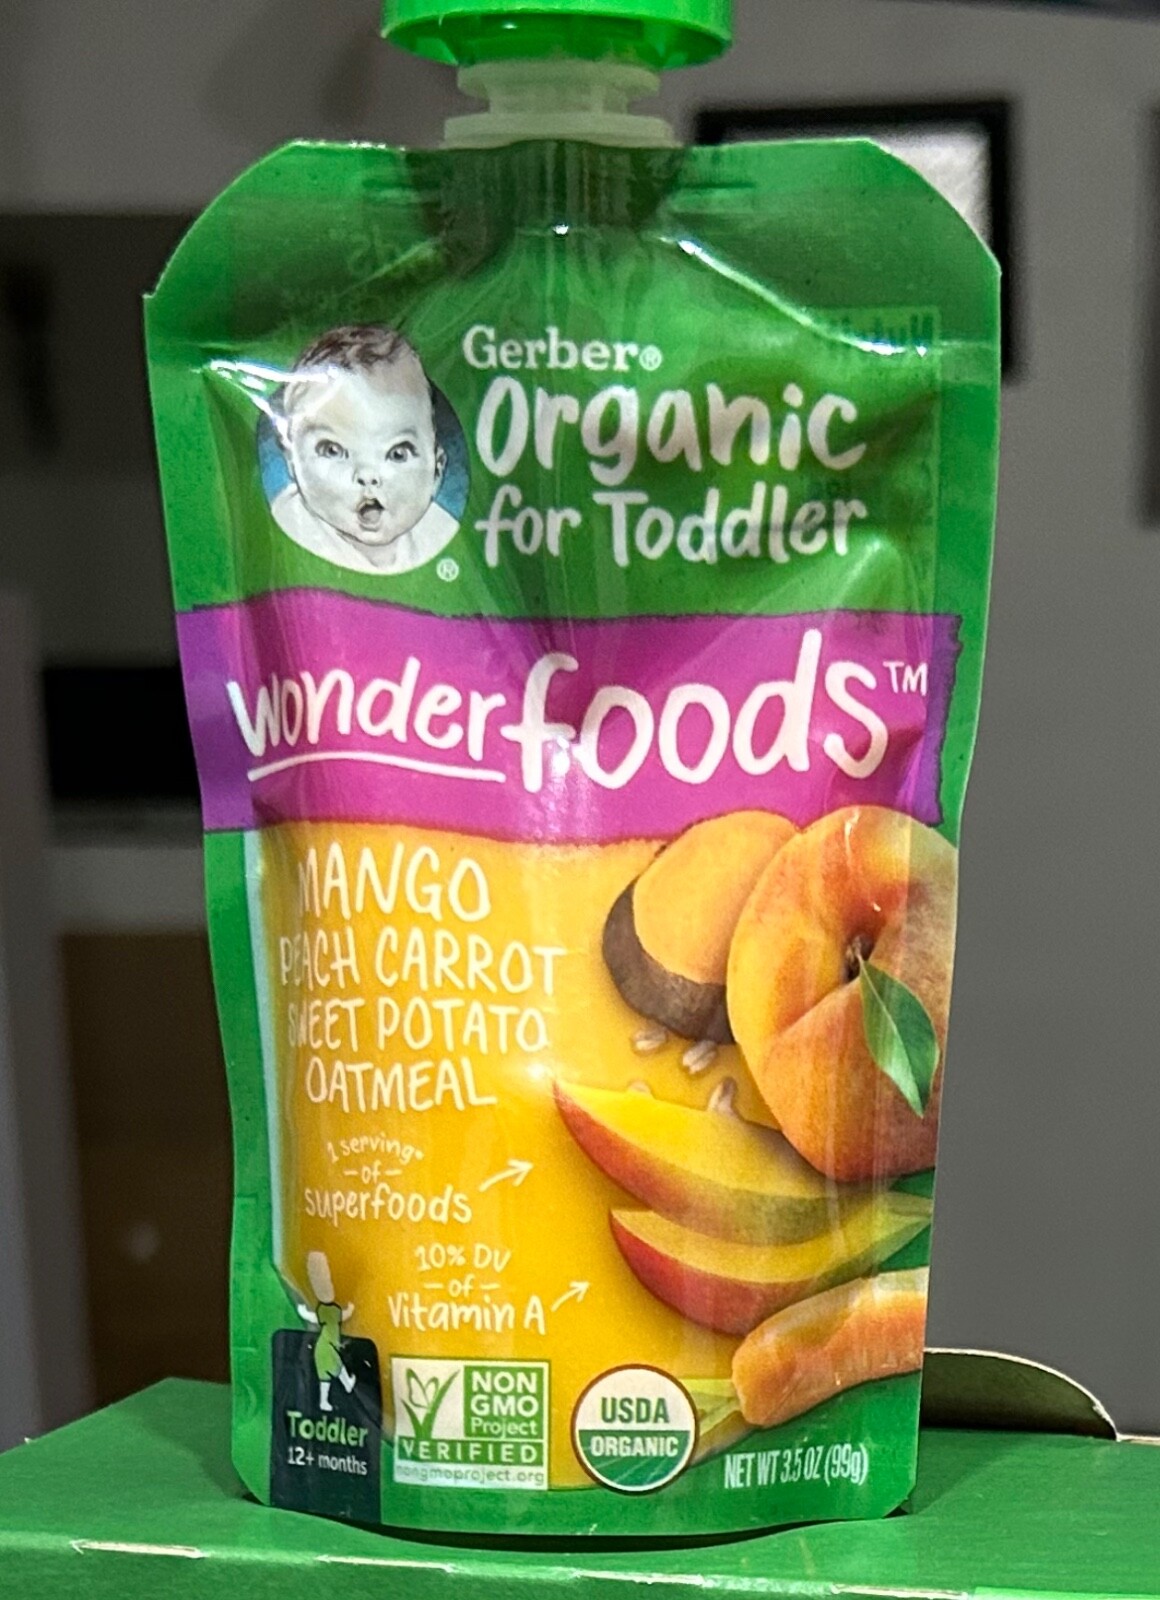 Gerber®
Organic
for Toddler
®
wonderfoods™
MANGO
PEACH CARROT
SWEET POTATO
OATMEAL
1 serving•
-of-
superfoods
10% DV
-of-
Vitamin A
Toddler
12+ months
NON
GMO
Project
VERIFIED
nongmoproject.org
USDA
ORGANIC
NET WT 3.5 OZ (99g)